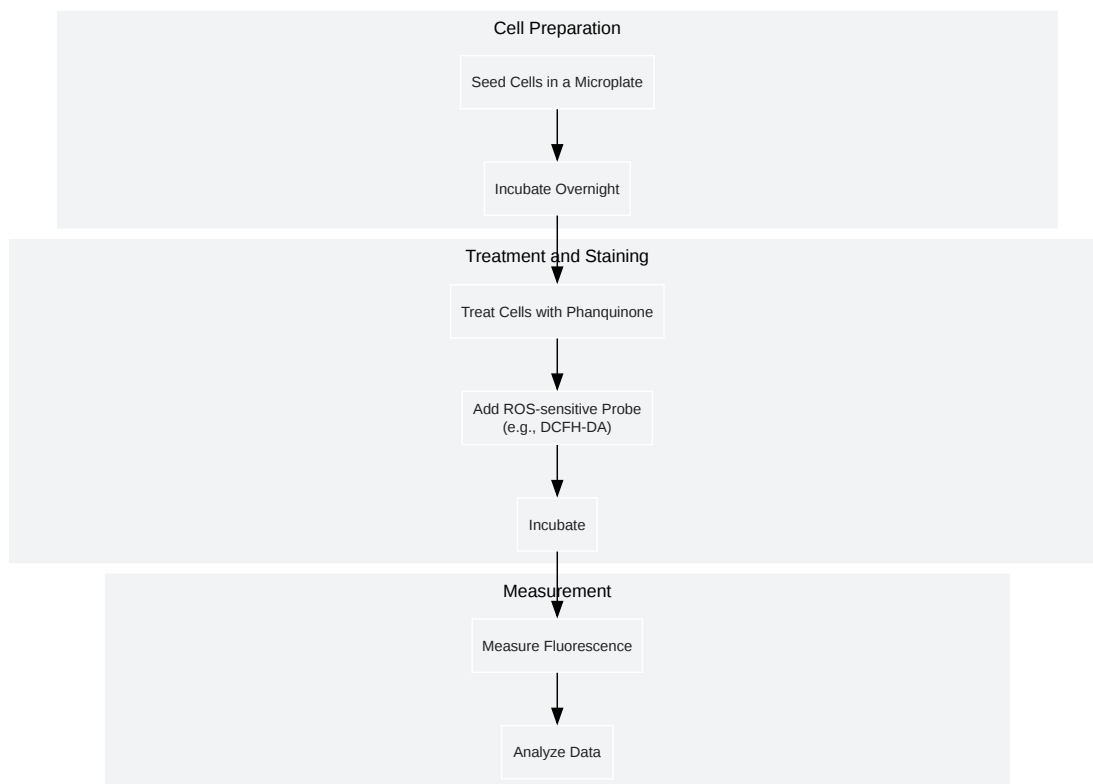 Cell Preparation
Seed Cells in a Microplate
Incubate Overnight
Treatment and Staining
Treat Cells with Phanquinone
Add ROS-sensitive Probe
(e.g., DCFH-DA)
Incubate
Measurement
Measure Fluorescence
Analyze Data